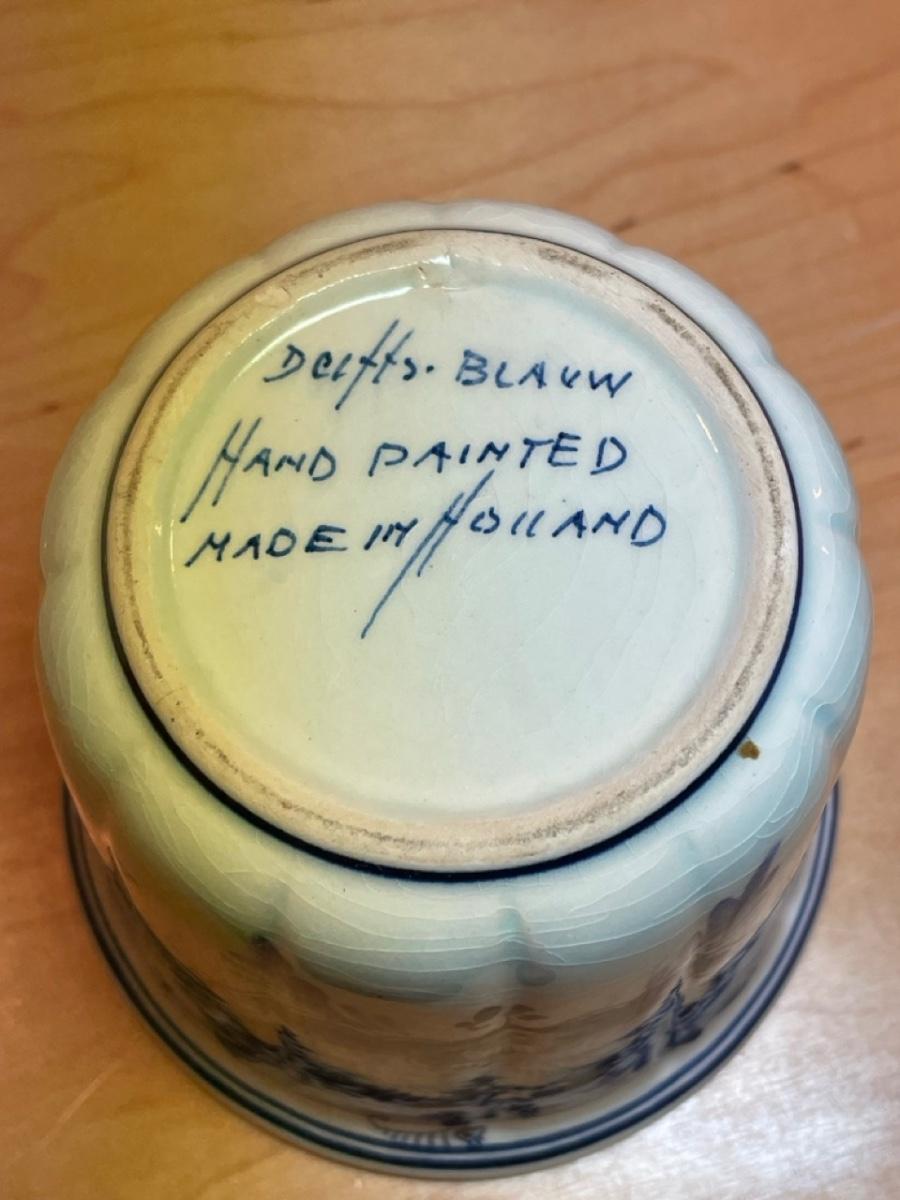 Delfts. BLAUW
HAND PAINTED
MADE IN HOllAND